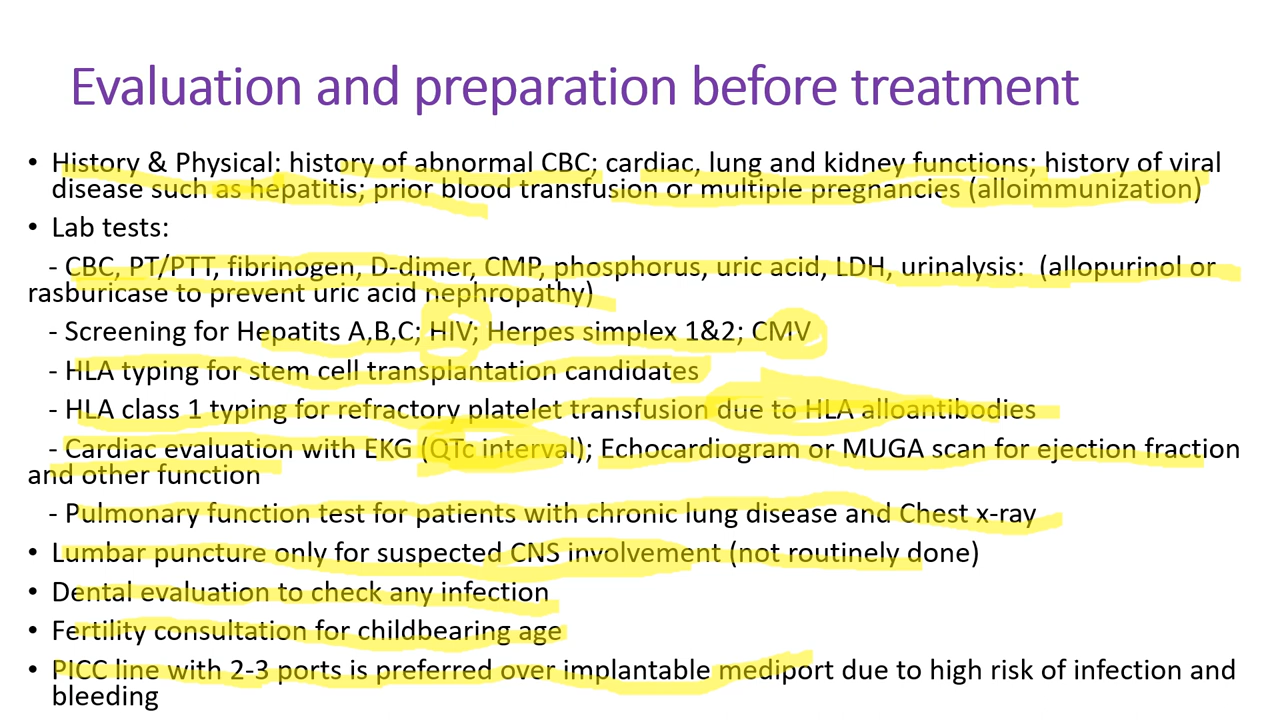 Evaluation and preparation before treatment
• History & Physical: history of abnormal CBC; cardiac, lung and kidney functions; history of viral
disease such as hepatitis; prior blood transfusion or multiple pregnancies (alloimmunization)
• Lab tests:
- CBC, PT/PTT, fibrinogen, D-dimer, CMP, phosphorus, uric acid, LDH, urinalysis: (allopurinol or
rasburicase to prevent uric acid nephropathy)
- Screening for Hepatits A,B,C; HIV; Herpes simplex 1&2; CMV
- HLA typing for stem cell transplantation candidates
- HLA class 1 typing for refractory platelet transfusion due to HLA alloantibodies
- Cardiac evaluation with EKG (QTc interval); Echocardiogram or MUGA scan for ejection fraction
and other function
- Pulmonary function test for patients with chronic lung disease and Chest x-ray
• Lumbar puncture only for suspected CNS involvement (not routinely done)
• Dental evaluation to check any infection
• Fertility consultation for childbearing age
• PICC line with 2-3 ports is preferred over implantable mediport due to high risk of infection and
bleeding